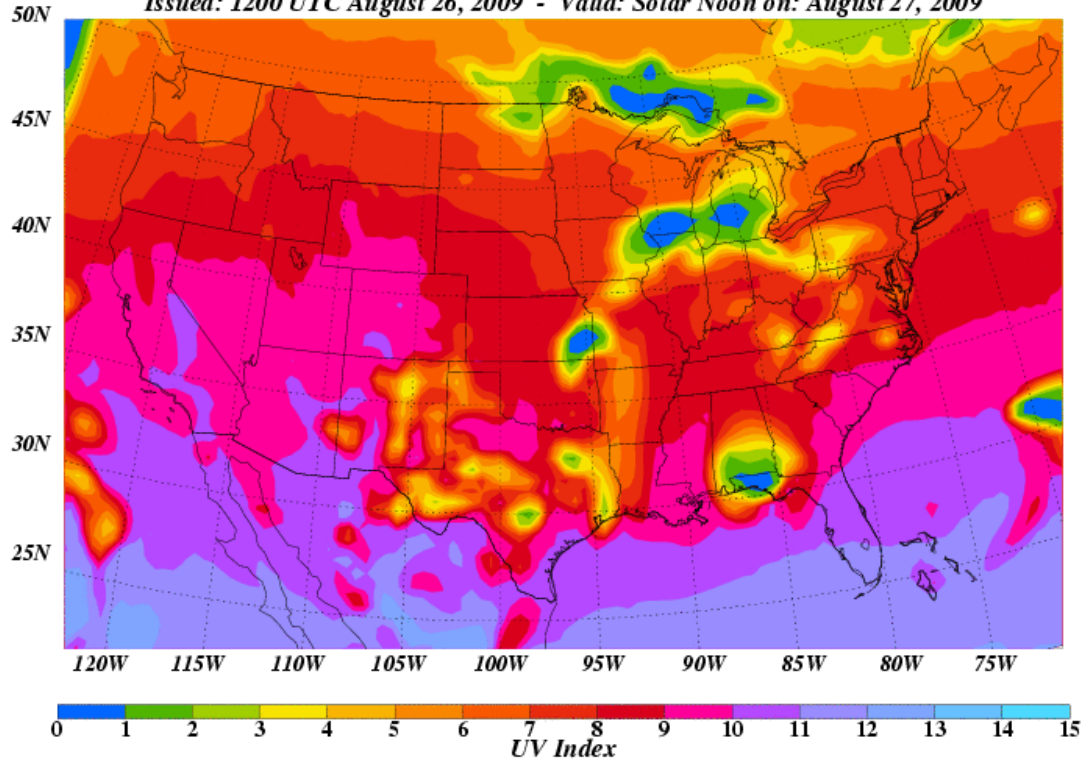 Issued: 1200 UTC August 26, 2009 - Valid: Solar Noon on: August 27, 2009
50N
45N
40N
35N
30N
25N
120W 115W 110W 105W 100W 95W 90W 85W 80W 75W
0 1 2 3 4 5 6 7 8 9 10 11 12 13 14 15
UV Index